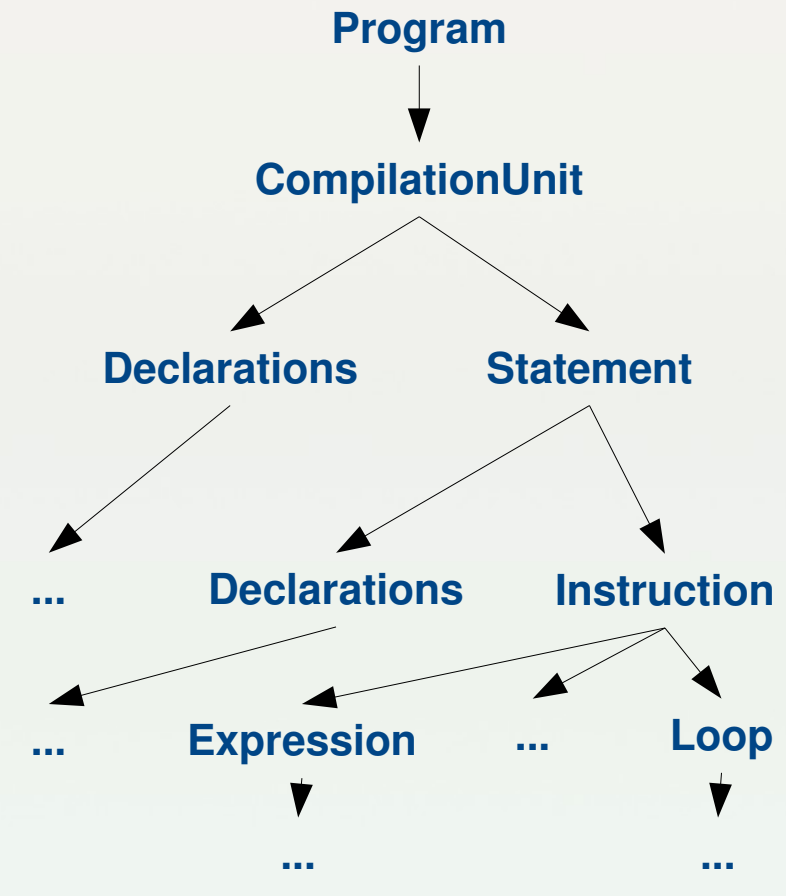 Program
CompilationUnit
Declarations Statement
... Declarations Instruction
... Expression ... Loop
... ...